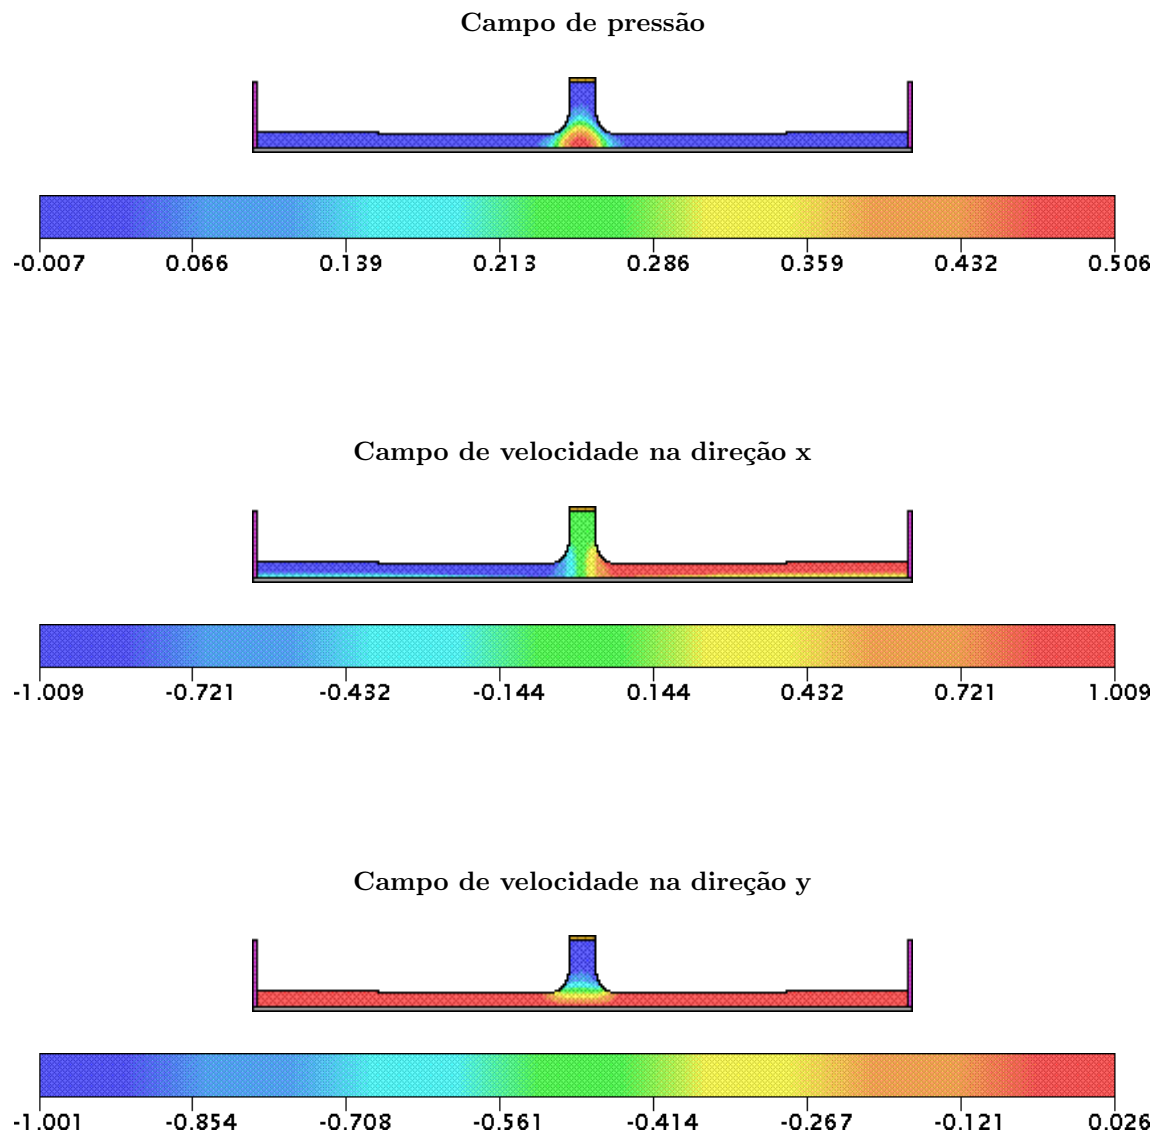 Campo de pressão
-0.007 0.066 0.139 0.213 0.286 0.359 0.432 0.506
Campo de velocidade na direção x
-1.009 -0.721 -0.432 -0.144 0.144 0.432 0.721 1.009
Campo de velocidade na direção y
-1.001 -0.854 -0.708 -0.561 -0.414 -0.267 -0.121 0.026